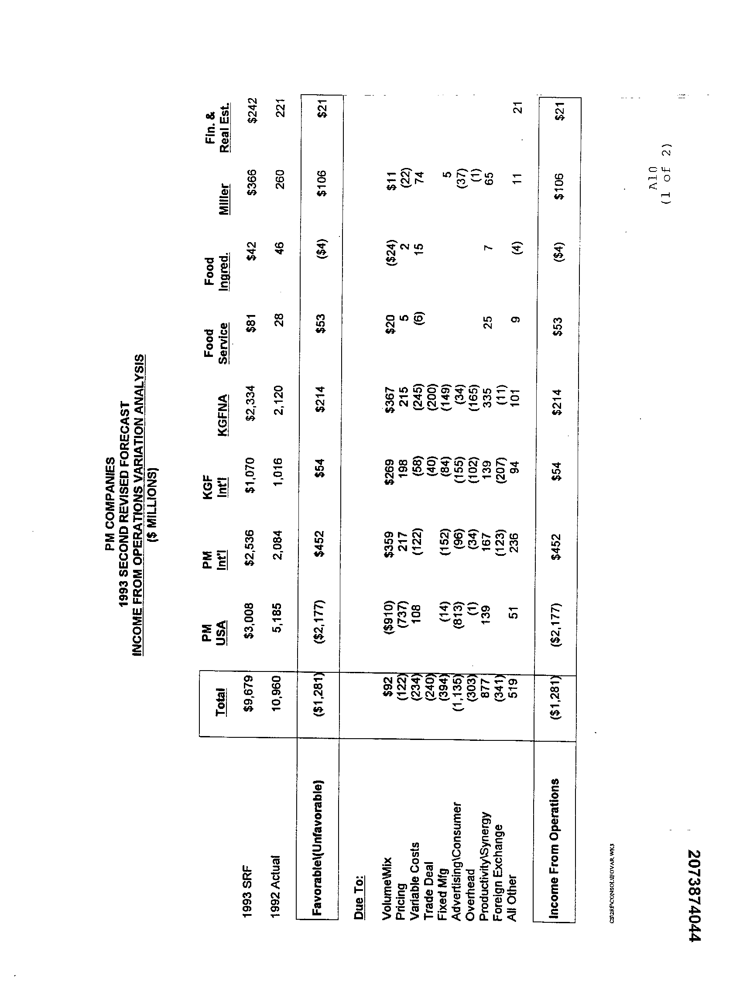 PM COMPANIES
1993 SECOND REVISED FORECAST
INCOME FROM OPERATIONS VARIATION ANALYSIS
($ MILLIONS)
Total PM USA PM Int'l KGF Int'l KGFNA Food Service Food Ingred. Miller Fin. & Real Est.
1993 SRF $9,679 $3,008 $2,536 $1,070 $2,334 $81 $42 $366 $242
1992 Actual 10,960 5,185 2,084 1,016 2,120 28 46 260 221
Favorable\(Unfavorable) ($1,281) ($2,177) $452 $54 $214 $53 ($4) $106 $21
Due To:
Volume\Mix $92 ($910) $359 $269 $367 $20 ($24) $11
Pricing (122) (737) 217 198 215 5 2 (22)
Variable Costs (234) 108 (122) (58) (245) (6) 15 74
Trade Deal (240) (40) (200)
Fixed Mfg (394) (14) (152) (84) (149) 5
Advertising\Consumer (1,135) (813) (96) (155) (34) (37)
Overhead (303) (1) (34) (102) (165) (1)
Productivity\Synergy 877 139 167 139 335 25 7 65
Foreign Exchange (341) (123) (207) (11)
All Other 519 51 236 94 101 9 (4) 11 21
Income From Operations ($1,281) ($2,177) $452 $54 $214 $53 ($4) $106 $21
A10
(1 of 2)
2073874044